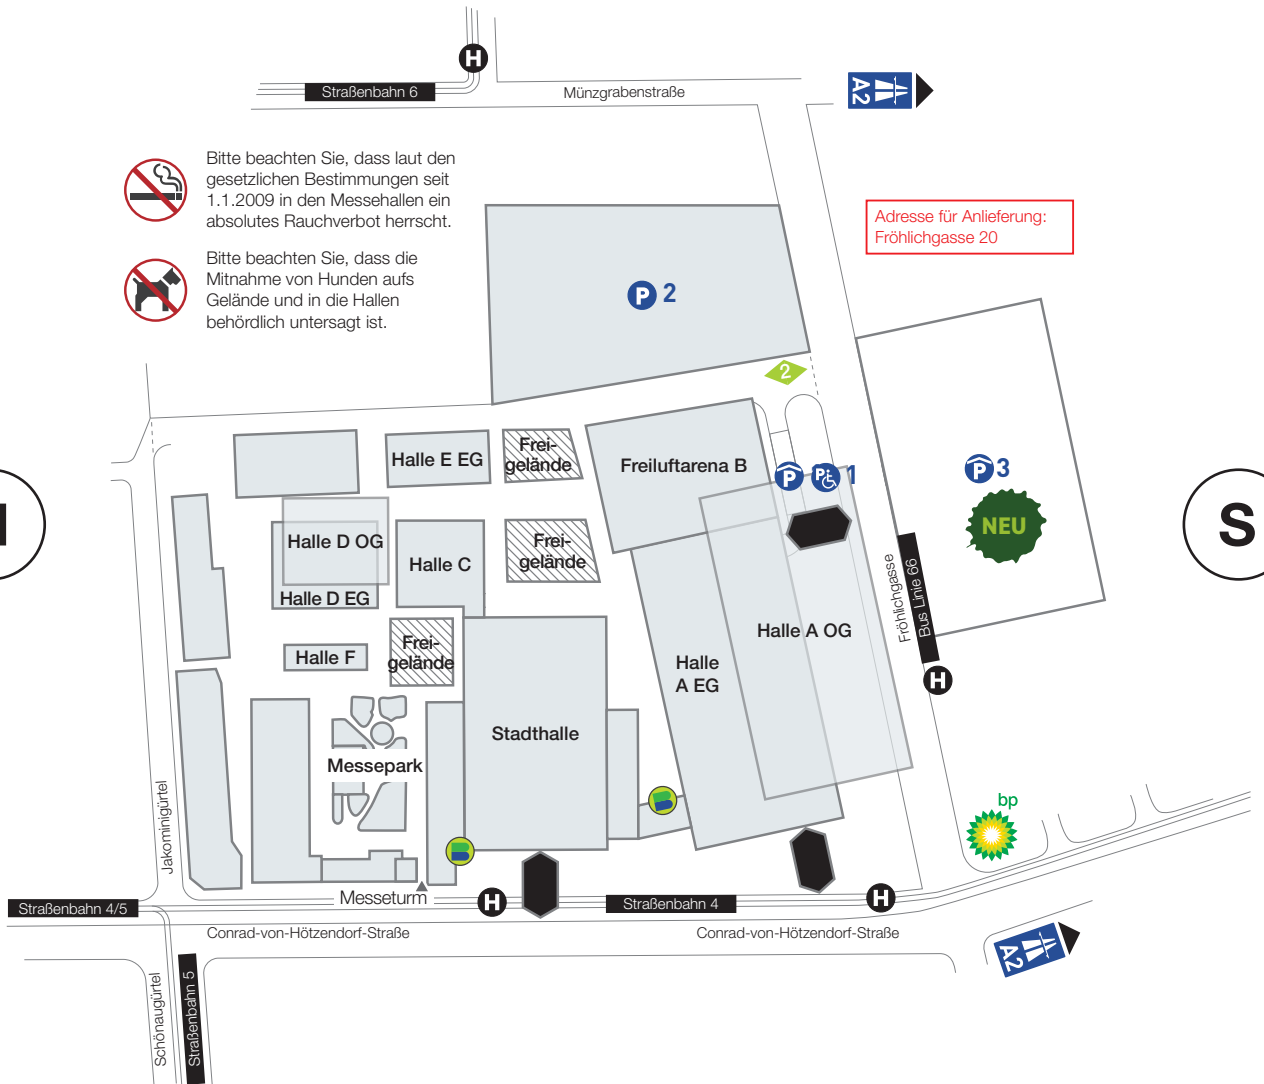 H
Straßenbahn 6
Münzgrabenstraße
A2
Bitte beachten Sie, dass laut den
gesetzlichen Bestimmungen seit
1.1.2009 in den Messehallen ein
absolutes Rauchverbot herrscht.
Adresse für Anlieferung:
Fröhlichgasse 20
Bitte beachten Sie, dass die
Mitnahme von Hunden aufs
Gelände und in die Hallen
behördlich untersagt ist.
P 2
2
Halle E EG
Frei-
gelände
Freiluftarena B
P
P
1
P 3
NEU
S
Halle D OG
Halle D EG
Halle C
Frei-
gelände
Fröhlichgasse
Bus Linie 66
H
Halle F
Frei-
gelände
Halle
A EG
Halle A OG
Stadthalle
Messepark
Jakominigürtel
bp
Messeturm
H
H
Straßenbahn 4/5
Straßenbahn 4
Conrad-von-Hötzendorf-Straße
Conrad-von-Hötzendorf-Straße
A2
Schönaugürtel
Straßenbahn 5